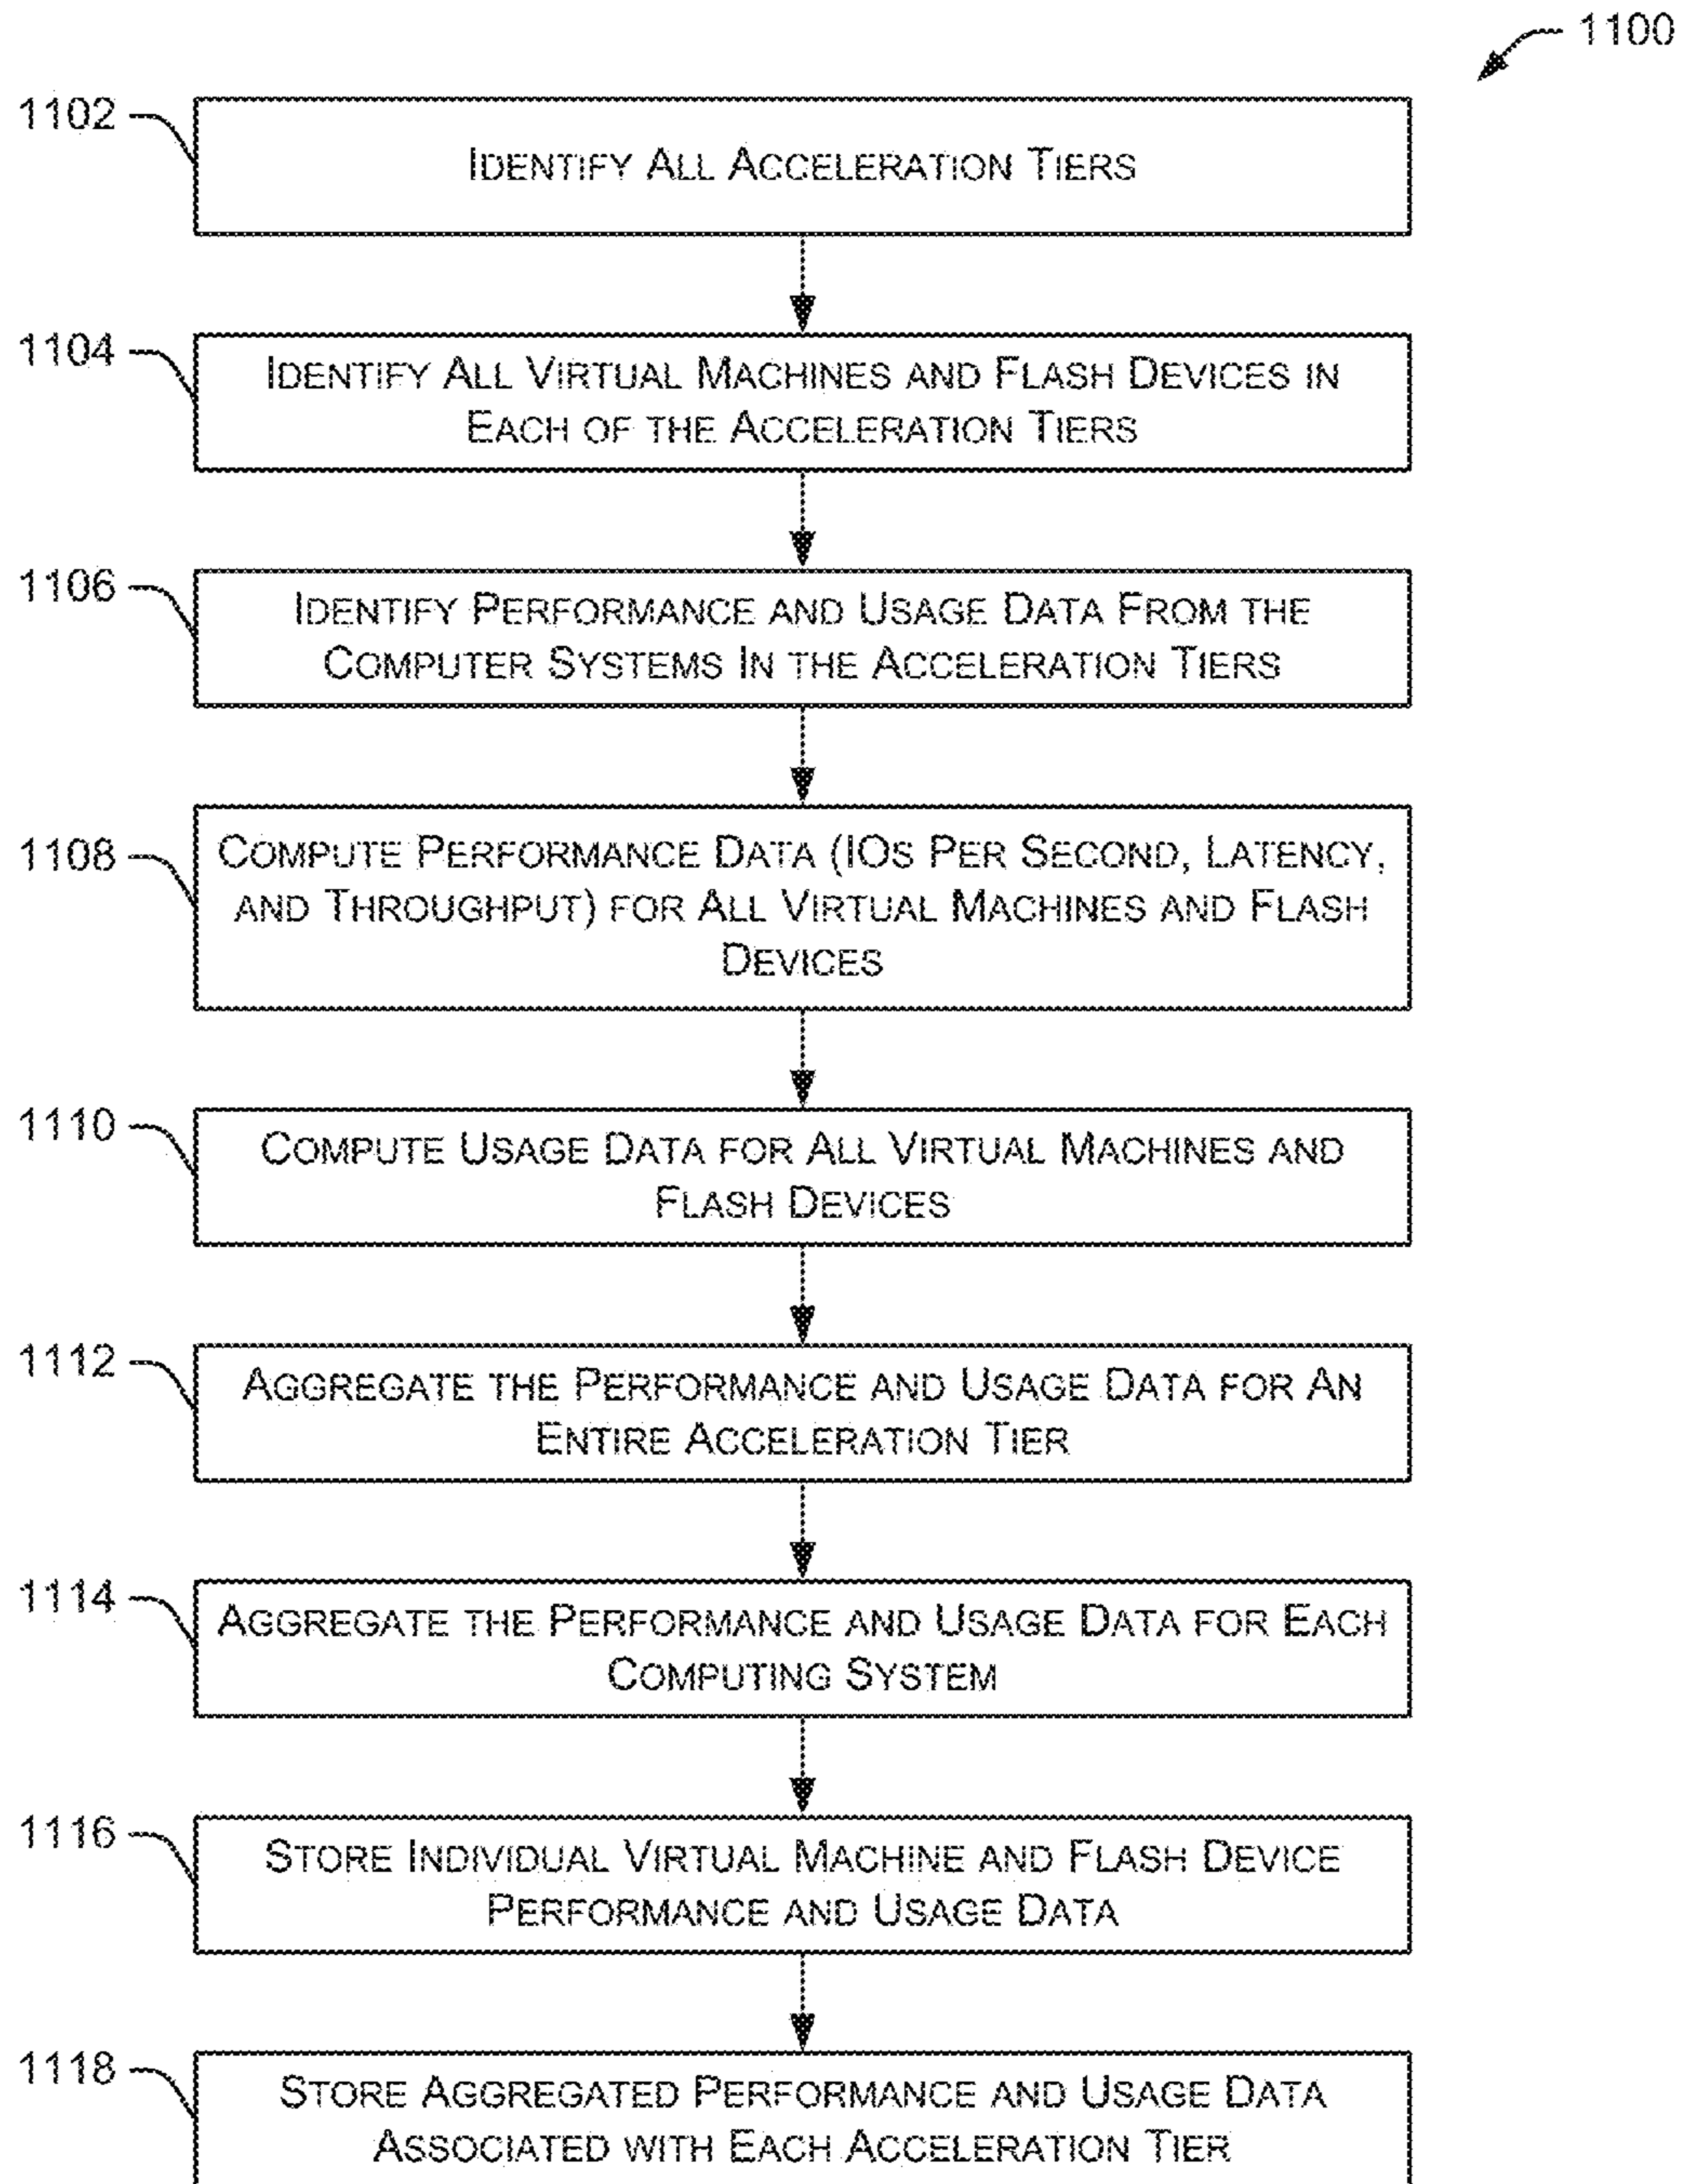 1100
1102
IDENTIFY ALL ACCELERATION TIERS
1104
IDENTIFY ALL VIRTUAL MACHINES AND FLASH DEVICES IN
EACH OF THE ACCELERATION TIERS
1106
IDENTIFY PERFORMANCE AND USAGE DATA FROM THE
COMPUTER SYSTEMS IN THE ACCELERATION TIERS
1108
COMPUTE PERFORMANCE DATA (IOS PER SECOND, LATENCY,
AND THROUGHPUT) FOR ALL VIRTUAL MACHINES AND FLASH
DEVICES
1110
COMPUTE USAGE DATA FOR ALL VIRTUAL MACHINES AND
FLASH DEVICES
1112
AGGREGATE THE PERFORMANCE AND USAGE DATA FOR AN
ENTIRE ACCELERATION TIER
1114
AGGREGATE THE PERFORMANCE AND USAGE DATA FOR EACH
COMPUTING SYSTEM
1116
STORE INDIVIDUAL VIRTUAL MACHINE AND FLASH DEVICE
PERFORMANCE AND USAGE DATA
1118
STORE AGGREGATED PERFORMANCE AND USAGE DATA
ASSOCIATED WITH EACH ACCELERATION TIER